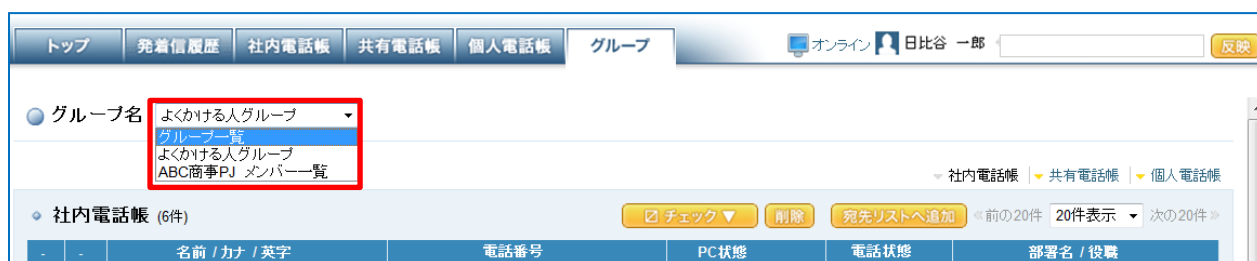 トップ 発着信履歴 社内電話帳 共有電話帳 個人電話帳 グループ オンライン 日比谷 一郎 反映
グループ名 よくかける人グループ
グループ一覧
よくかける人グループ
ABC商事PJ メンバー一覧
社内電話帳 共有電話帳 個人電話帳
社内電話帳 (6件) チェック▼ 削除 宛先リストへ追加 «前の20件 20件表示 次の20件»
- - 名前 / カナ / 英字 電話番号 PC状態 電話状態 部署名 / 役職